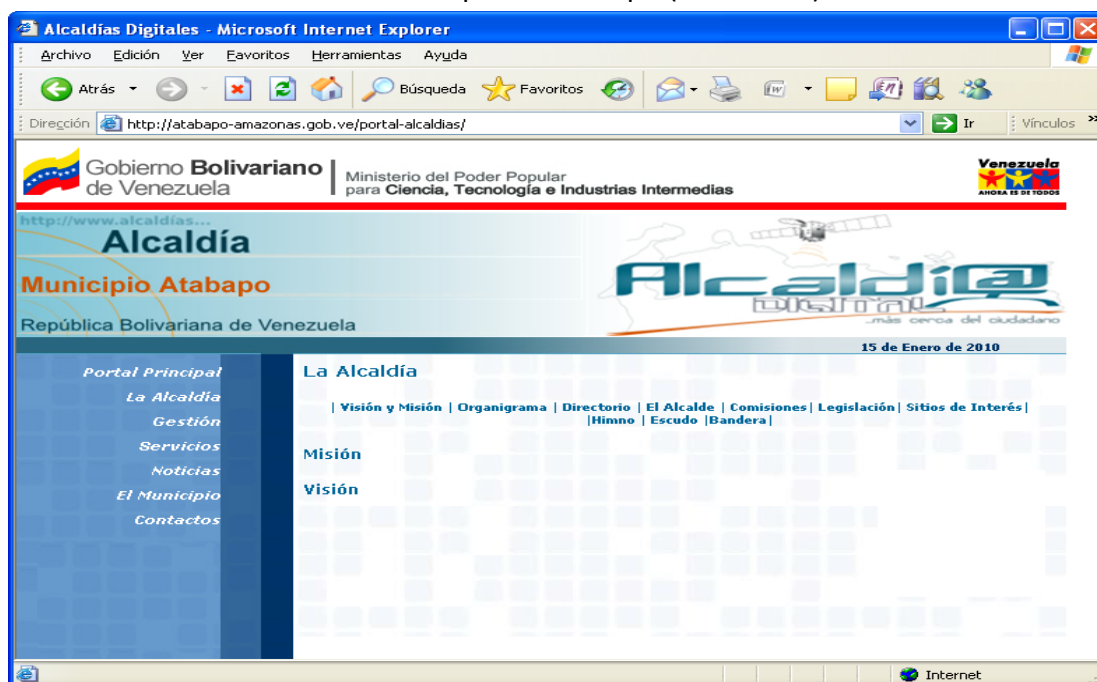 Alcaldías Digitales - Microsoft Internet Explorer
Archivo Edición Ver Favoritos Herramientas Ayuda
Atrás Búsqueda Favoritos
Dirección http://atabapo-amazonas.gob.ve/portal-alcaldias/ Ir Vínculos »
Gobierno Bolivariano
de Venezuela
Ministerio del Poder Popular
para Ciencia, Tecnología e Industrias Intermedias
Venezuela
AHORA ES DE TODOS
http://www.alcaldías...
Alcaldía
Municipio Atabapo
República Bolivariana de Venezuela
Alcaldí@
DIGITAL
...más cerca del ciudadano
15 de Enero de 2010
Portal Principal
La Alcaldía
Gestión
Servicios
Noticias
El Municipio
Contactos
La Alcaldía
| Visión y Misión | Organigrama | Directorio | El Alcalde | Comisiones| Legislación| Sitios de Interés|
|Himno | Escudo |Bandera|
Misión
Visión
Internet